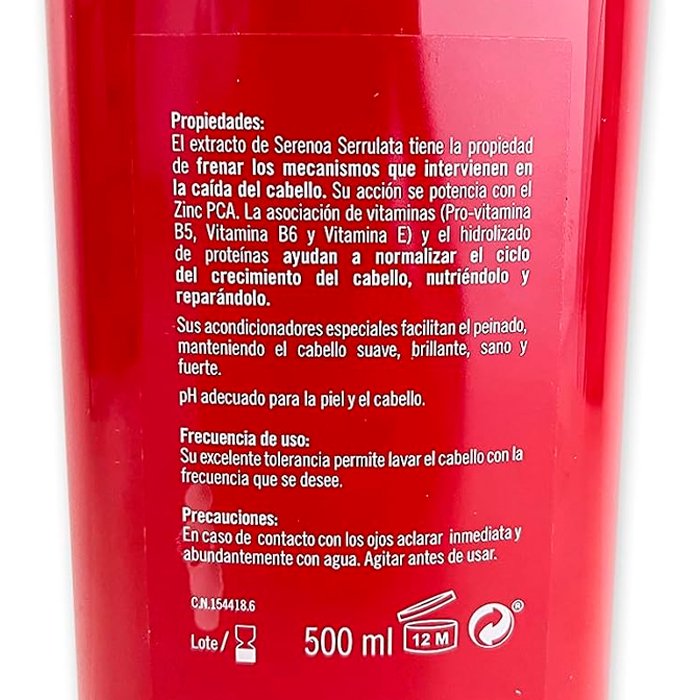 Propiedades:
El extracto de Serenoa Serrulata tiene la propiedad
de frenar los mecanismos que intervienen en
la caída del cabello. Su acción se potencia con el
Zinc PCA. La asociación de vitaminas (Pro-vitamina
B5, Vitamina B6 y Vitamina E) y el hidrolizado
de proteínas ayudan a normalizar el ciclo
del crecimiento del cabello, nutriéndolo y
reparándolo.
Sus acondicionadores especiales facilitan el peinado,
manteniendo el cabello suave, brillante, sano y
fuerte.
pH adecuado para la piel y el cabello.
Frecuencia de uso:
Su excelente tolerancia permite lavar el cabello con la
frecuencia que se desee.
Precauciones:
En caso de contacto con los ojos aclarar inmediata y
abundantemente con agua. Agitar antes de usar.
C.N.154418.6
Lote/ 500 ml 12 M ®